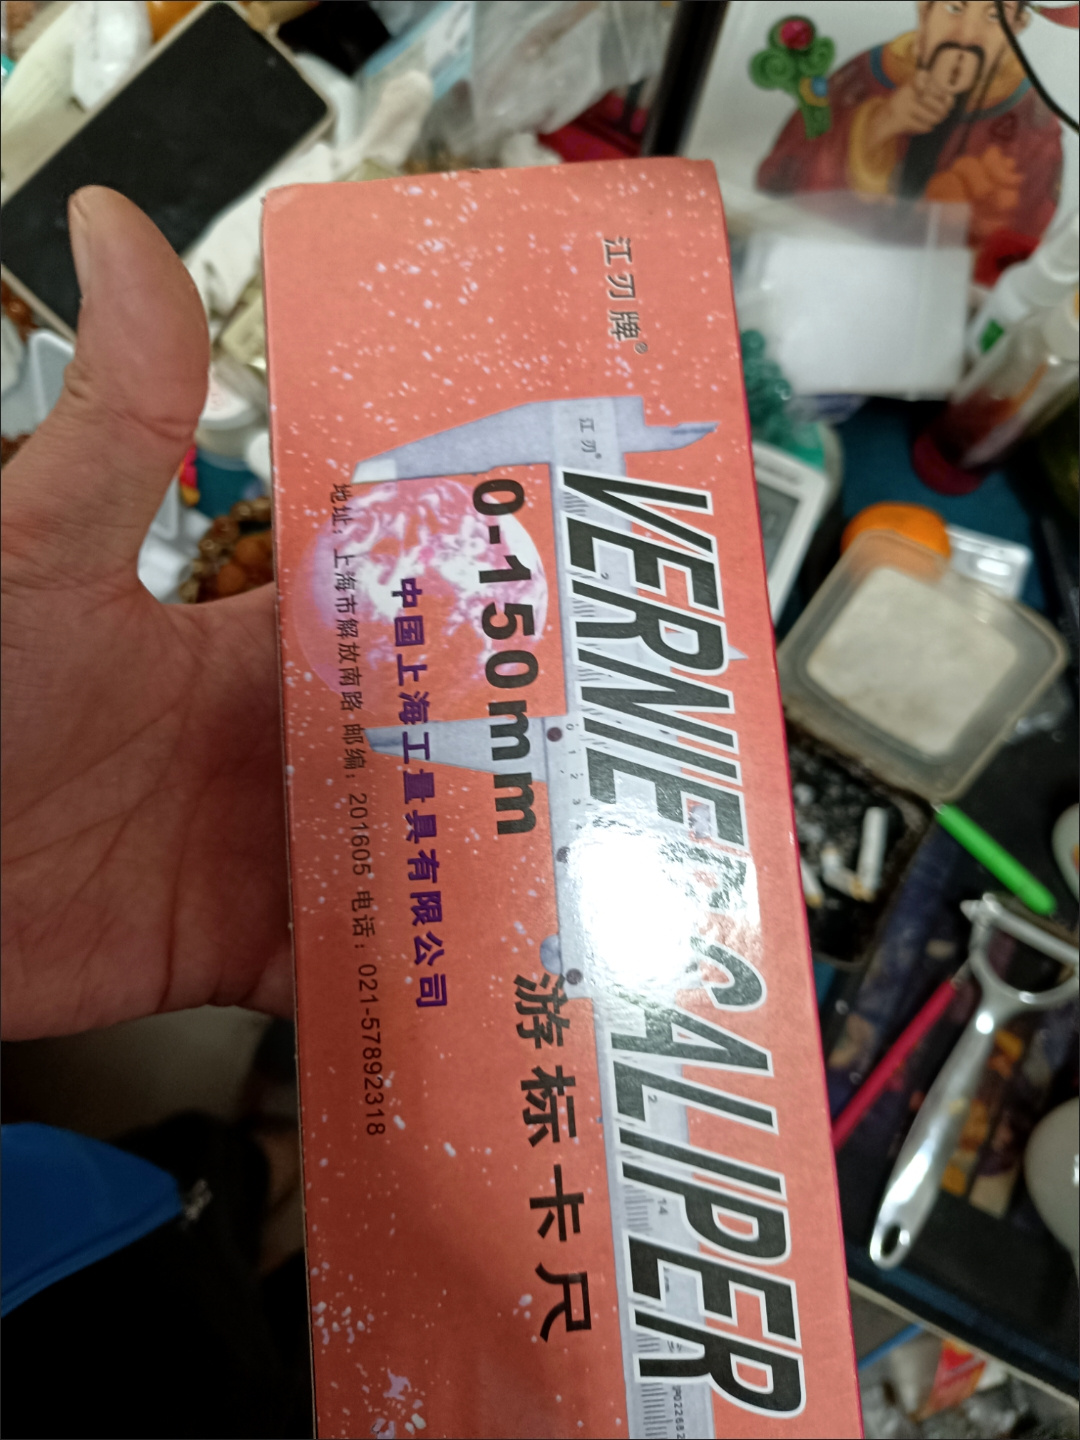 江刃牌®
江刃®
VERNIER CALIPER
0-150mm
游标卡尺
中国上海工量具有限公司
地址：上海市解放南路 邮编：201605 电话：021-57892318